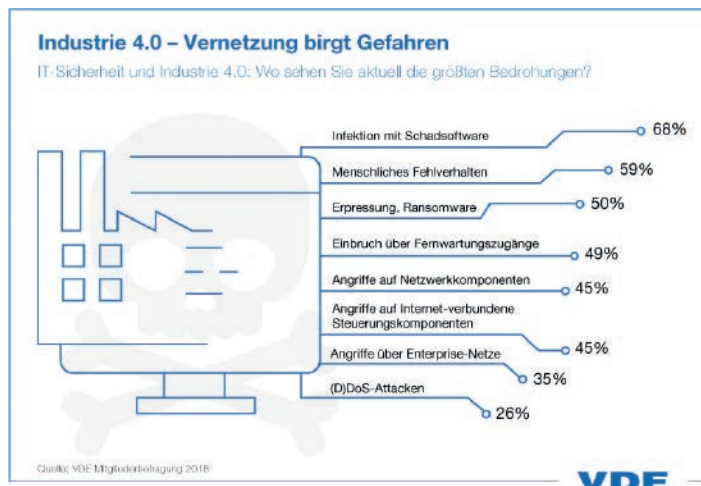 Industrie 4.0 – Vernetzung birgt Gefahren
IT-Sicherheit und Industrie 4.0: Wo sehen Sie aktuell die größten Bedrohungen?
Infektion mit Schadsoftware 68%
Menschliches Fehlverhalten 59%
Erpressung, Ransomware 50%
Einbruch über Fernwartungszugänge 49%
Angriffe auf Netzwerkkomponenten 45%
Angriffe auf Internet-verbundene
Steuerungskomponenten 45%
Angriffe über Enterprise-Netze 35%
(D)DoS-Attacken 26%
Quelle: VDE Mitgliederbefragung 2018
VDE